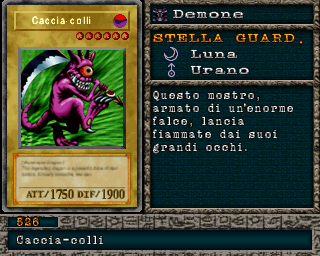 Caccia-colli
ATT/1750 DIF/1900
Demone
STELLA GUARD.
Luna
Urano
Questo mostro,
armato di un'enorme
falce, lancia
fiammate dai suoi
grandi occhi.
526
Caccia-colli